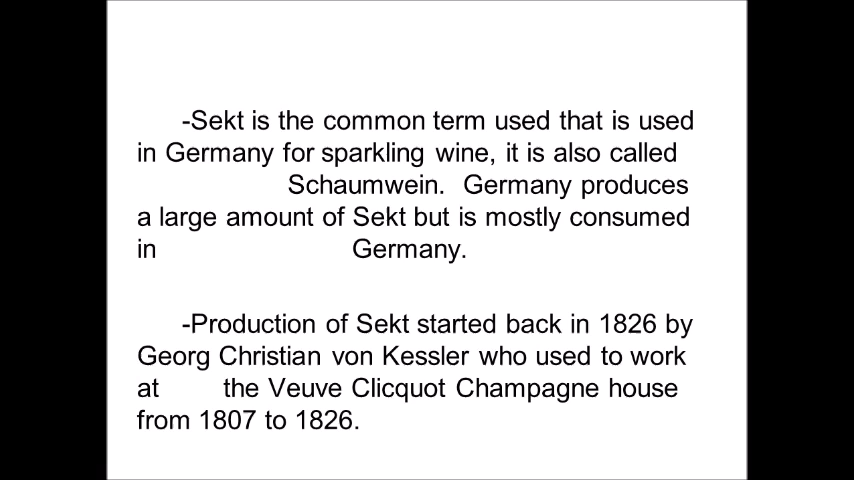 -Sekt is the common term used that is used
in Germany for sparkling wine, it is also called
Schaumwein. Germany produces
a large amount of Sekt but is mostly consumed
in Germany.
-Production of Sekt started back in 1826 by
Georg Christian von Kessler who used to work
at the Veuve Clicquot Champagne house
from 1807 to 1826.